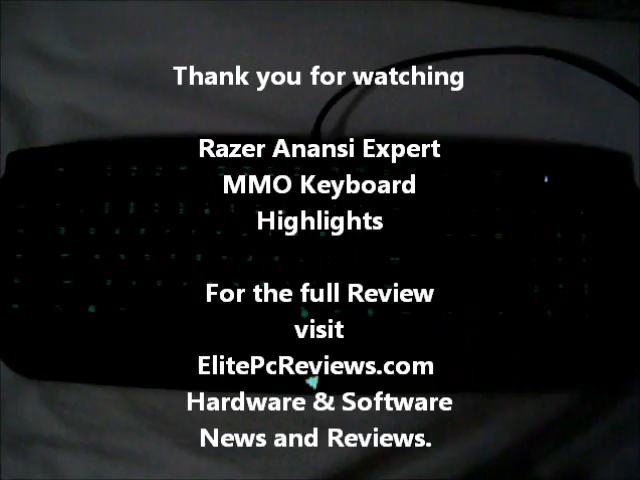 Thank you for watching
Razer Anansi Expert
MMO Keyboard
Highlights
For the full Review
visit
ElitePcReviews.com
Hardware & Software
News and Reviews.